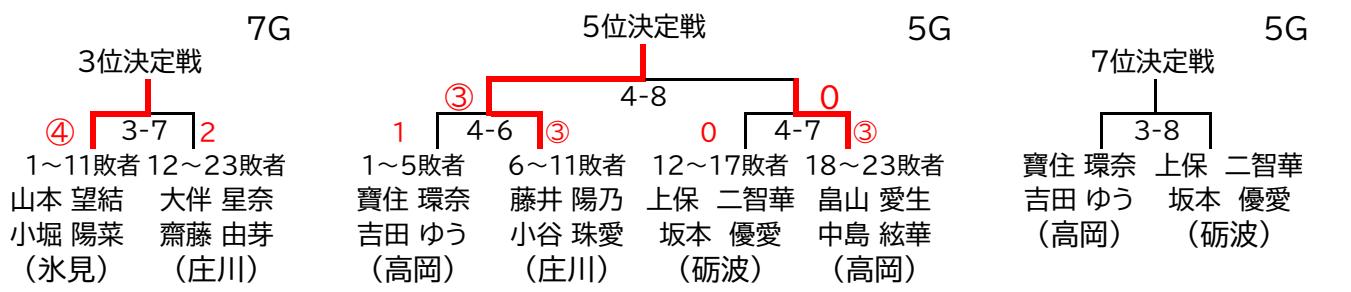 7G
3位決定戦
④ 3-7 2
1～11敗者 12～23敗者
山本 望結 大伴 星奈
小堀 陽菜 齋藤 由芽
（氷見） （庄川）
5位決定戦 5G
③ 4-8 0
1 4-6 ③ 0 4-7 ③
1～5敗者 6～11敗者 12～17敗者 18～23敗者
寶住 環奈 藤井 陽乃 上保 二智華 畠山 愛生
吉田 ゆう 小谷 珠愛 坂本 優愛 中島 絃華
（高岡） （庄川） （砺波） （高岡）
5G
7位決定戦
3-8
寶住 環奈 上保 二智華
吉田 ゆう 坂本 優愛
（高岡） （砺波）